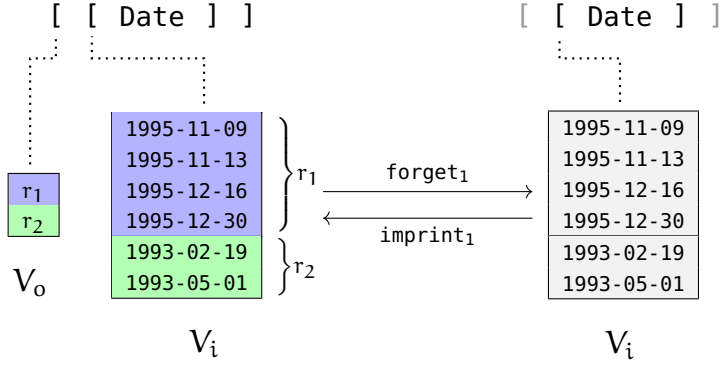 [ [ Date ] ]
[ [ Date ] ]
1995-11-09
1995-11-13
1995-12-16
1995-12-30
1993-02-19
1993-05-01
r1
r2
r1
r2
Vo
Vi
forget1
imprint1
1995-11-09
1995-11-13
1995-12-16
1995-12-30
1993-02-19
1993-05-01
Vi